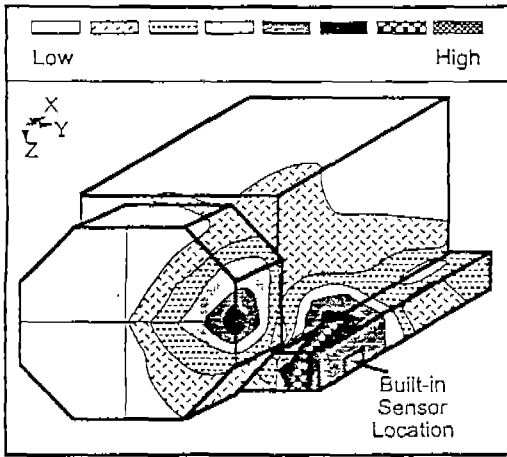 Low
High
X
Y
Z
Built-in
Sensor
Location